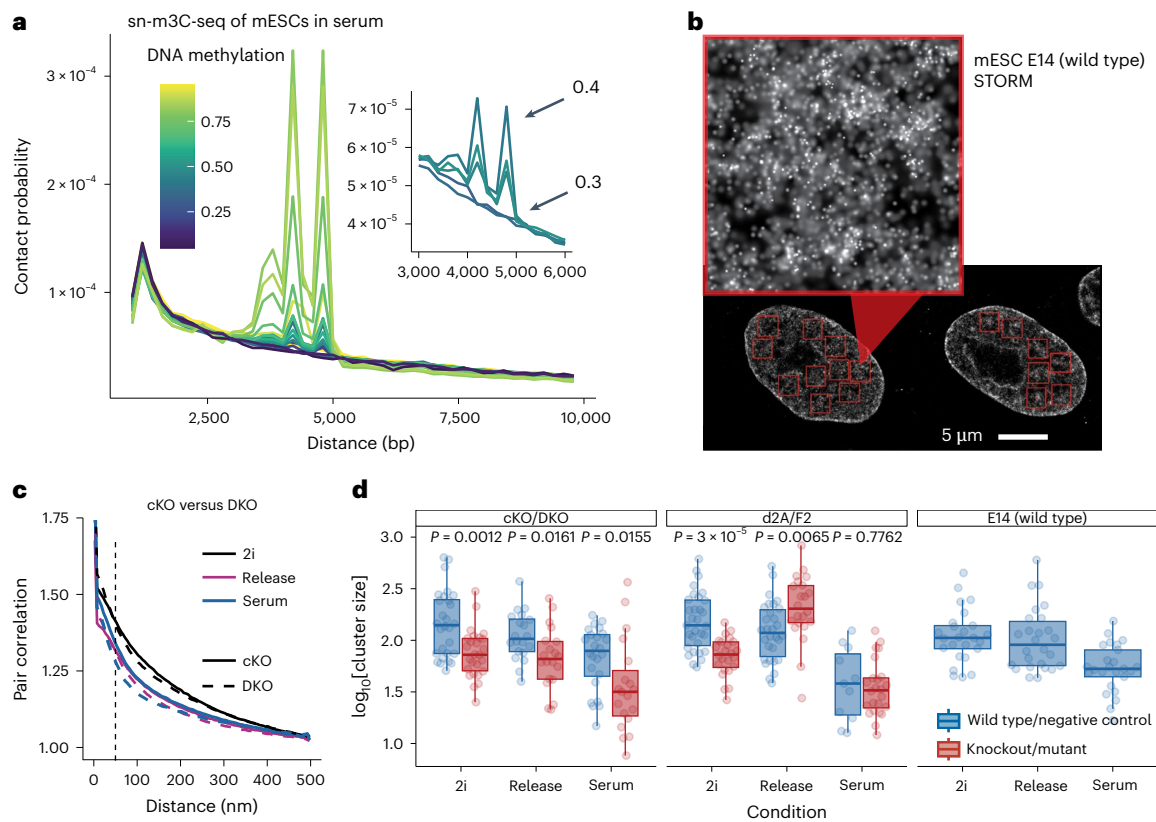 a
sn-m3C-seq of mESCs in serum
DNA methylation
0.75
0.50
0.25
3 × 10⁻⁴
2 × 10⁻⁴
1 × 10⁻⁴
Contact probability
2,500
5,000
7,500
10,000
Distance (bp)
7 × 10⁻⁵
6 × 10⁻⁵
5 × 10⁻⁵
4 × 10⁻⁵
3,000
4,000
5,000
6,000
0.4
0.3
b
mESC E14 (wild type)
STORM
5 µm
c
cKO versus DKO
1.75
1.50
1.25
1.00
Pair correlation
2i
Release
Serum
cKO
DKO
0
100
200
300
400
500
Distance (nm)
d
cKO/DKO
d2A/F2
E14 (wild type)
P = 0.0012
P = 0.0161
P = 0.0155
P = 3 × 10⁻⁵
P = 0.0065
P = 0.7762
3.0
2.5
2.0
1.5
1.0
log₁₀[cluster size]
Wild type/negative control
Knockout/mutant
2i
Release
Serum
2i
Release
Serum
2i
Release
Serum
Condition